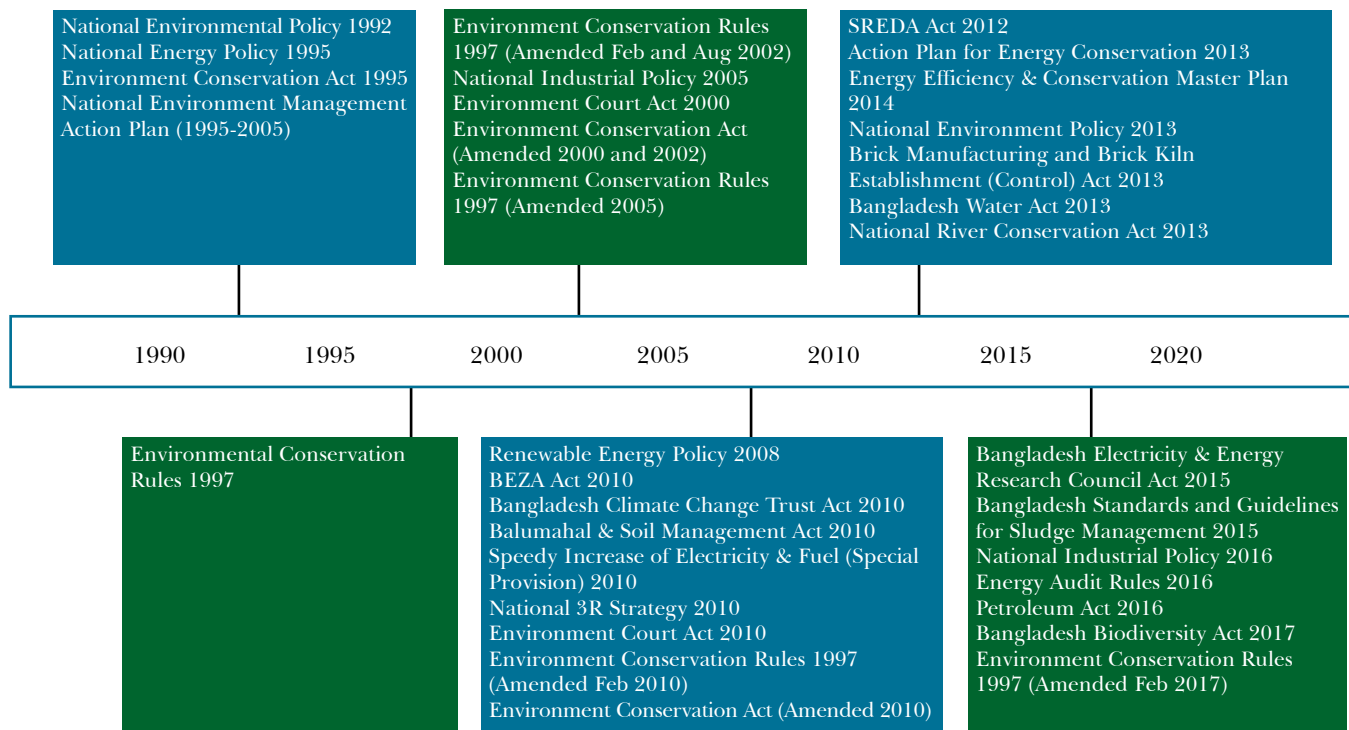 National Environmental Policy 1992
National Energy Policy 1995
Environment Conservation Act 1995
National Environment Management
Action Plan (1995-2005)
Environment Conservation Rules
1997 (Amended Feb and Aug 2002)
National Industrial Policy 2005
Environment Court Act 2000
Environment Conservation Act
(Amended 2000 and 2002)
Environment Conservation Rules
1997 (Amended 2005)
SREDA Act 2012
Action Plan for Energy Conservation 2013
Energy Efficiency & Conservation Master Plan
2014
National Environment Policy 2013
Brick Manufacturing and Brick Kiln
Establishment (Control) Act 2013
Bangladesh Water Act 2013
National River Conservation Act 2013
1990 1995 2000 2005 2010 2015 2020
Environmental Conservation
Rules 1997
Renewable Energy Policy 2008
BEZA Act 2010
Bangladesh Climate Change Trust Act 2010
Balumahal & Soil Management Act 2010
Speedy Increase of Electricity & Fuel (Special
Provision) 2010
National 3R Strategy 2010
Environment Court Act 2010
Environment Conservation Rules 1997
(Amended Feb 2010)
Environment Conservation Act (Amended 2010)
Bangladesh Electricity & Energy
Research Council Act 2015
Bangladesh Standards and Guidelines
for Sludge Management 2015
National Industrial Policy 2016
Energy Audit Rules 2016
Petroleum Act 2016
Bangladesh Biodiversity Act 2017
Environment Conservation Rules
1997 (Amended Feb 2017)